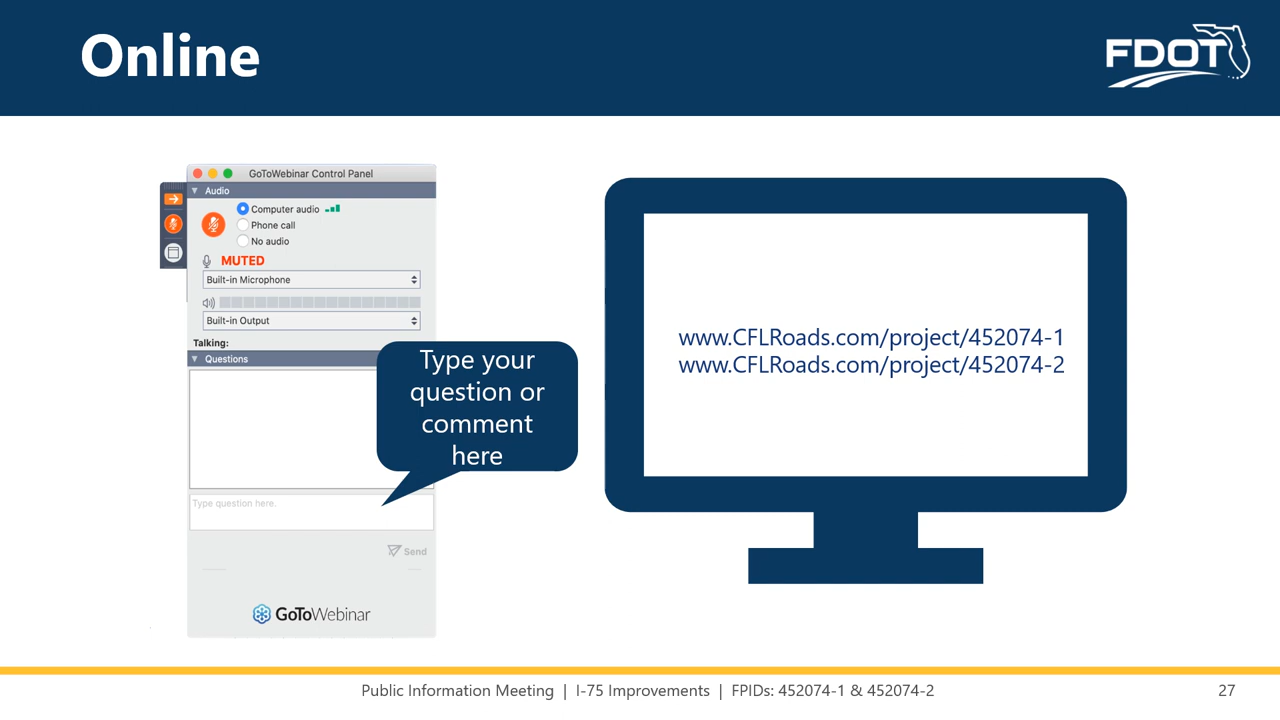 Online
FDOT
GoToWebinar Control Panel
Audio
Computer audio
Phone call
No audio
MUTED
Built-in Microphone
Built-in Output
Talking:
Questions
Type your
question or
comment
here
Type question here.
Send
GoToWebinar
www.CFLRoads.com/project/452074-1
www.CFLRoads.com/project/452074-2
Public Information Meeting | I-75 Improvements | FPIDs: 452074-1 & 452074-2
27